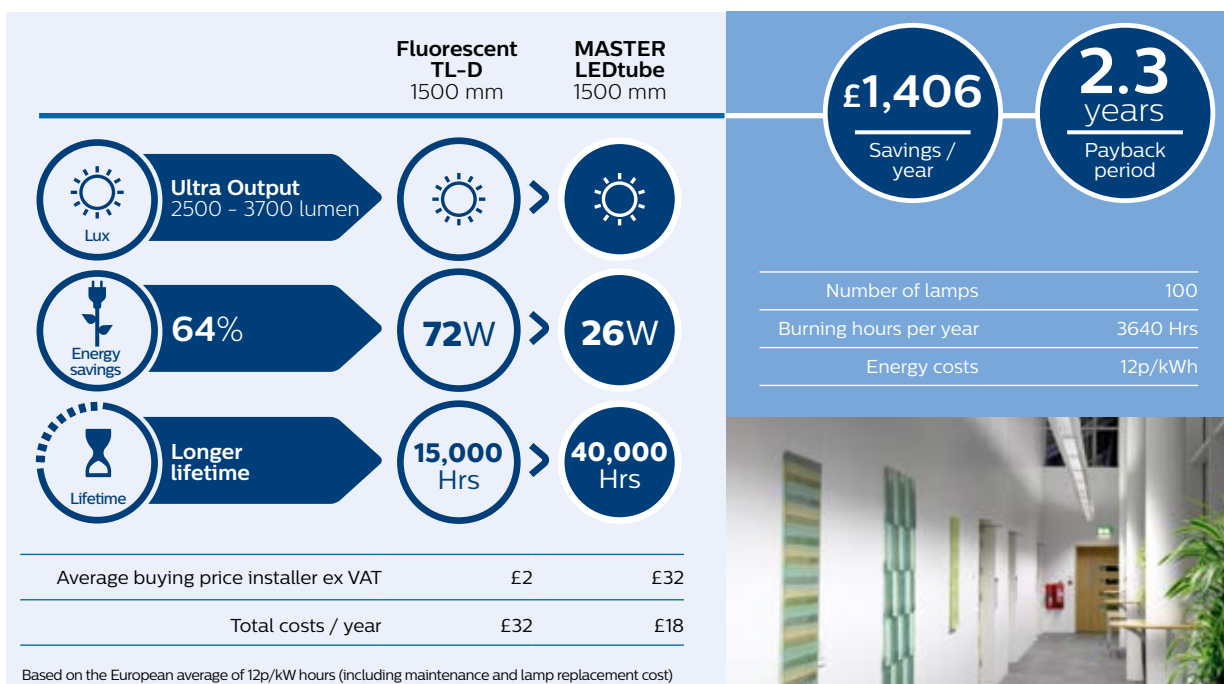 Fluorescent
TL-D
1500 mm
MASTER
LEDtube
1500 mm
Lux
Ultra Output
2500 - 3700 lumen
>
Energy
savings
64%
72W
>
26W
Lifetime
Longer
lifetime
15,000
Hrs
>
40,000
Hrs
Average buying price installer ex VAT £2 £32
Total costs / year £32 £18
Based on the European average of 12p/kW hours (including maintenance and lamp replacement cost)
£1,406
Savings /
year
2.3
years
Payback
period
Number of lamps 100
Burning hours per year 3640 Hrs
Energy costs 12p/kWh